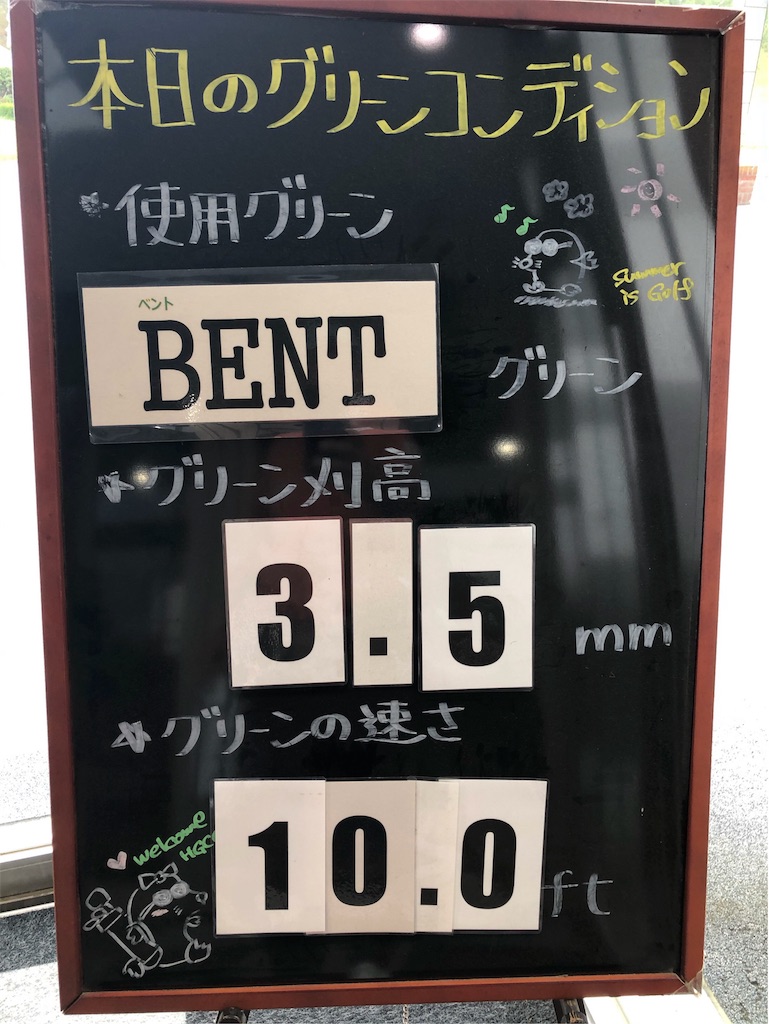 本日のグリーンコンディション
使用グリーン
summer
is Golf
ベント
BENT グリーン
グリーン刈高
3.5 mm
グリーンの速さ
welcome
10.0 ft